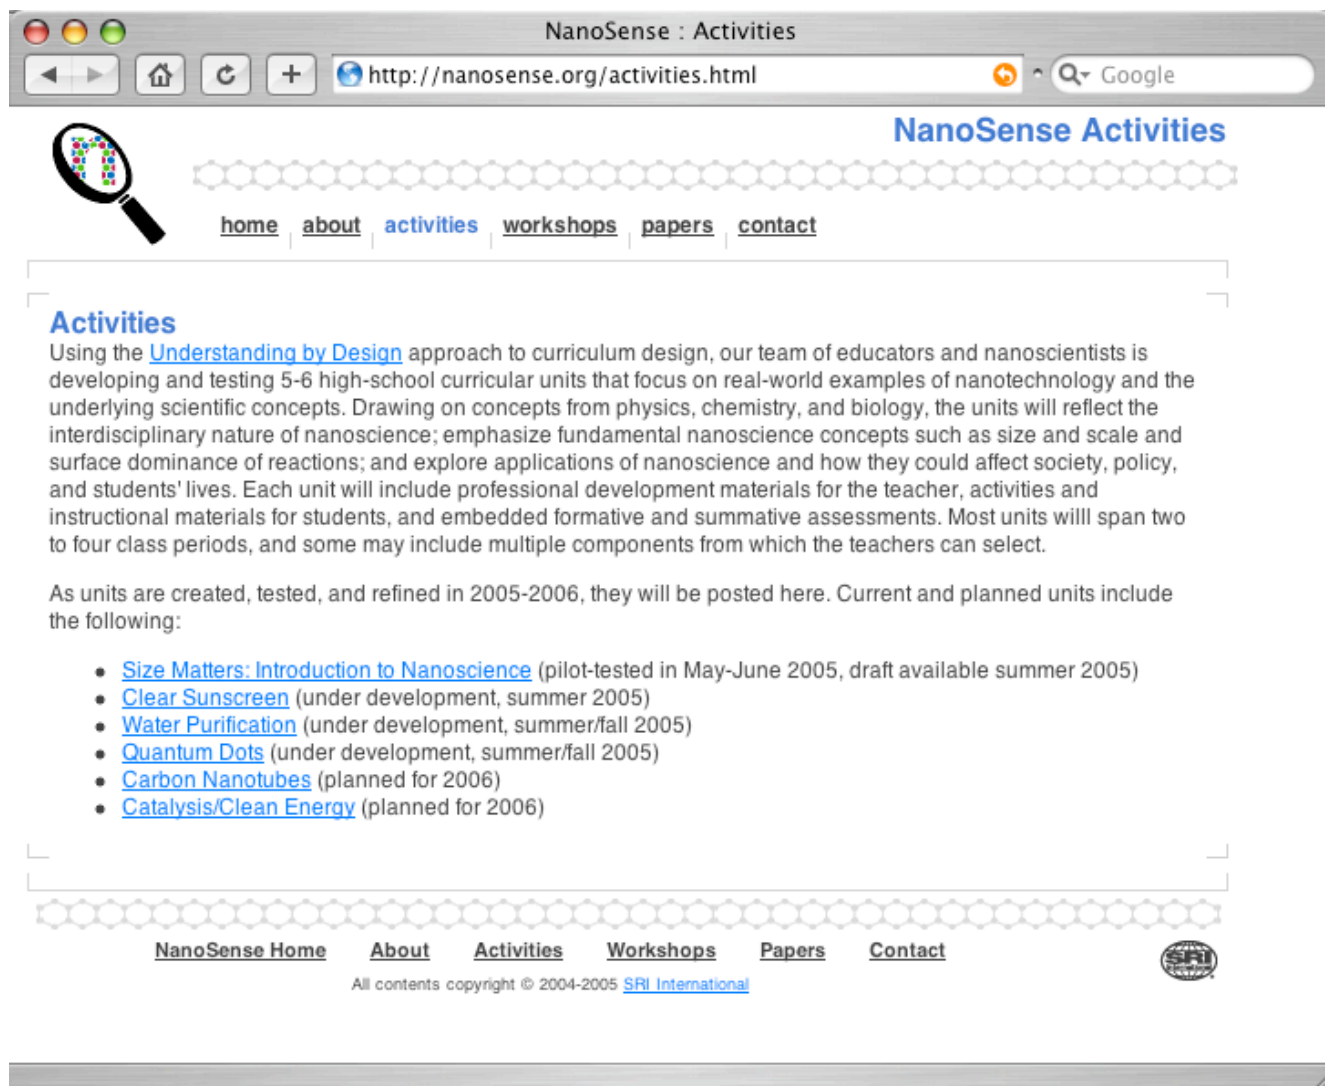 NanoSense : Activities
http://nanosense.org/activities.html
Google
NanoSense Activities
home about activities workshops papers contact
Activities
Using the Understanding by Design approach to curriculum design, our team of educators and nanoscientists is
developing and testing 5-6 high-school curricular units that focus on real-world examples of nanotechnology and the
underlying scientific concepts. Drawing on concepts from physics, chemistry, and biology, the units will reflect the
interdisciplinary nature of nanoscience; emphasize fundamental nanoscience concepts such as size and scale and
surface dominance of reactions; and explore applications of nanoscience and how they could affect society, policy,
and students' lives. Each unit will include professional development materials for the teacher, activities and
instructional materials for students, and embedded formative and summative assessments. Most units willl span two
to four class periods, and some may include multiple components from which the teachers can select.
As units are created, tested, and refined in 2005-2006, they will be posted here. Current and planned units include
the following:
• Size Matters: Introduction to Nanoscience (pilot-tested in May-June 2005, draft available summer 2005)
• Clear Sunscreen (under development, summer 2005)
• Water Purification (under development, summer/fall 2005)
• Quantum Dots (under development, summer/fall 2005)
• Carbon Nanotubes (planned for 2006)
• Catalysis/Clean Energy (planned for 2006)
NanoSense Home About Activities Workshops Papers Contact
SRI
All contents copyright © 2004-2005 SRI International